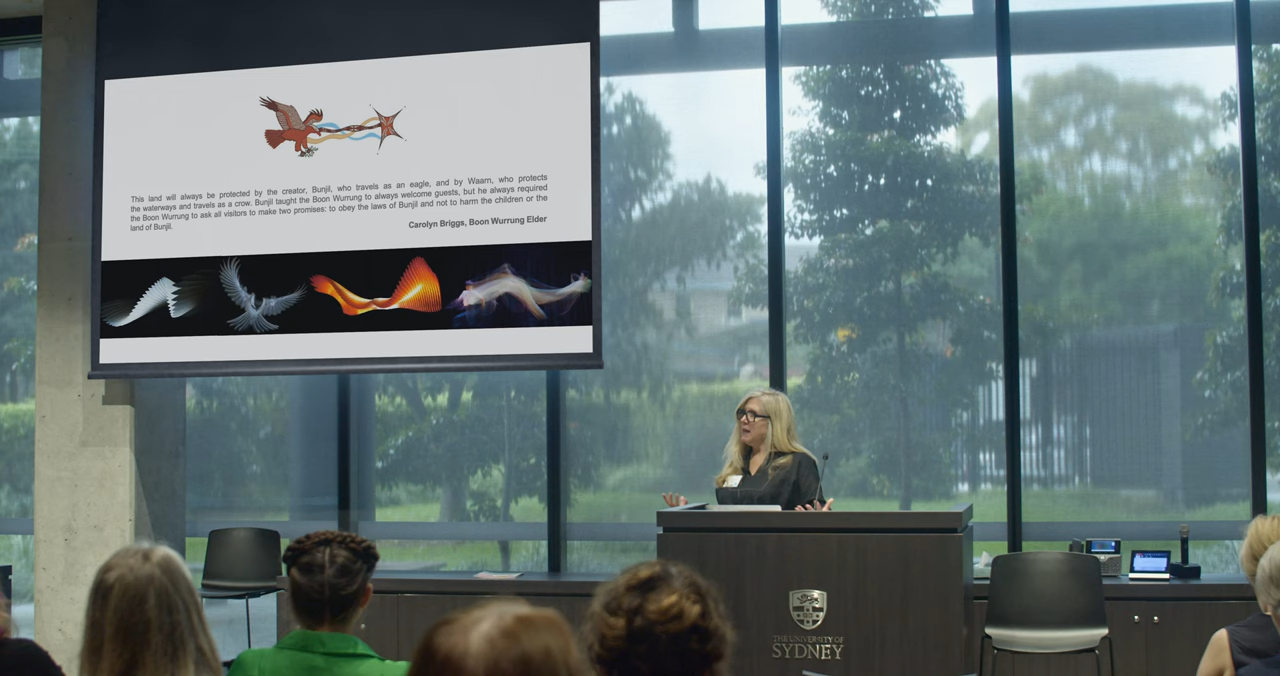 This land will always be protected by the creator, Bunjil, who travels as an eagle, and by Waarn, who protects
the waterways and travels as a crow. Bunjil taught the Boon Wurrung to always welcome guests, but he always required
the Boon Wurrung to ask all visitors to make two promises: to obey the laws of Bunjil and not to harm the children or the
land of Bunjil.
Carolyn Briggs, Boon Wurrung Elder
THE UNIVERSITY OF
SYDNEY